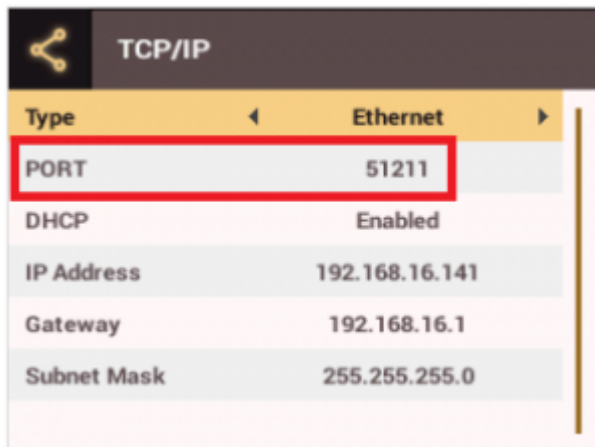 TCP/IP
Type Ethernet
PORT 51211
DHCP Enabled
IP Address 192.168.16.141
Gateway 192.168.16.1
Subnet Mask 255.255.255.0